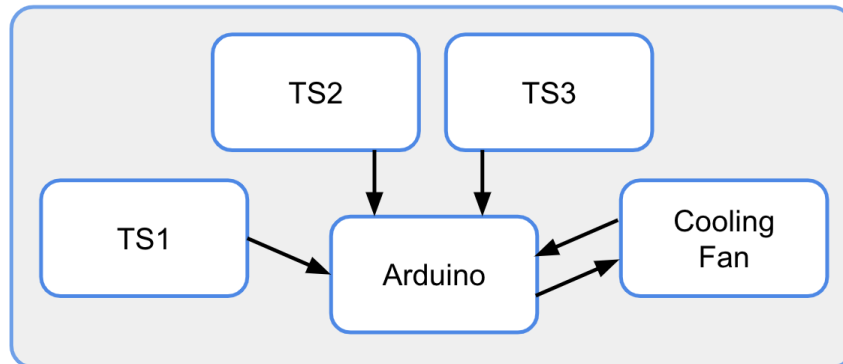 TS2
TS3
TS1
Arduino
Cooling
Fan